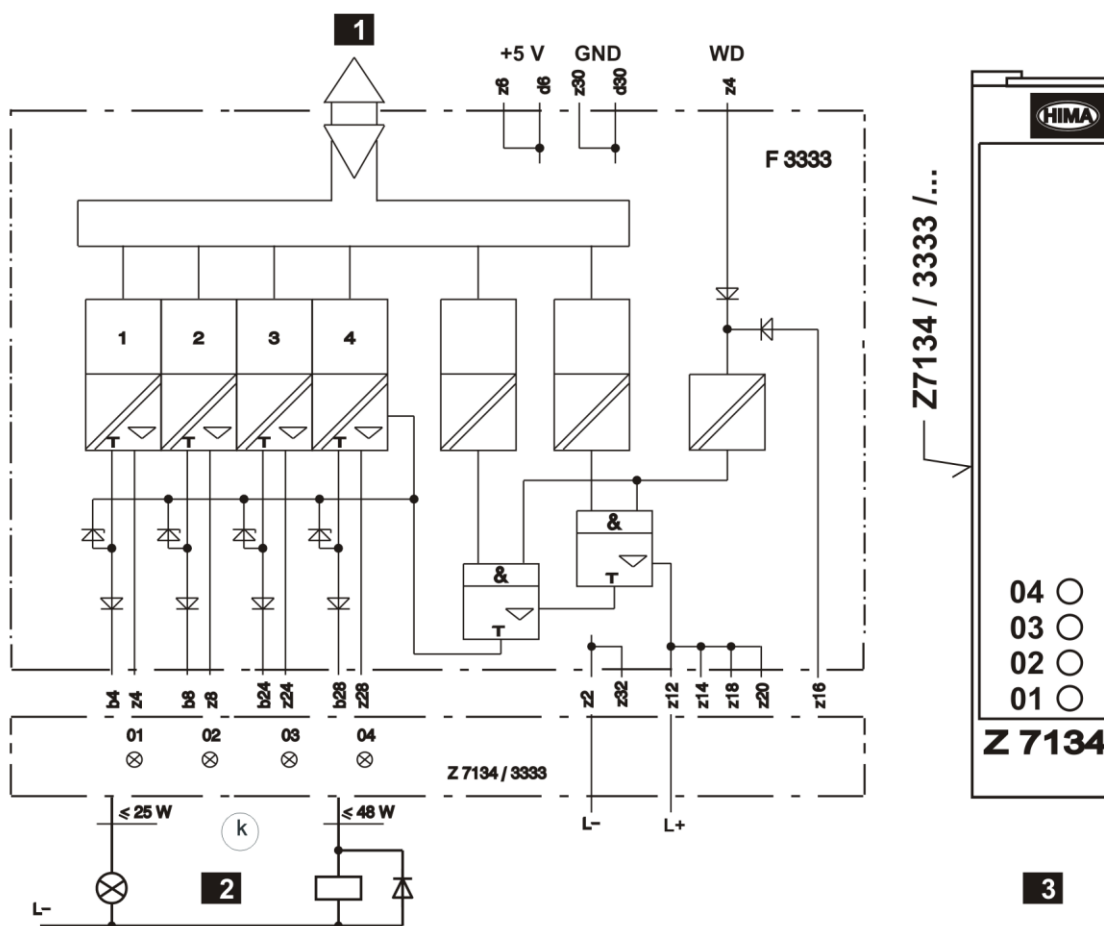 1
+5 V GND WD
z6 d6 z30 d30 z4
F 3333
1 2 3 4
T T T T
&
T
&
T
b4 z4 b8 z8 b24 z24 b28 z28 z2 z32 z12 z14 z18 z20 z16
01 02 03 04
Z 7134 / 3333
≤ 25 W k ≤ 48 W L– L+
2
L–
Z7134 / 3333 /...
HIMA
04
03
02
01
Z 7134
3